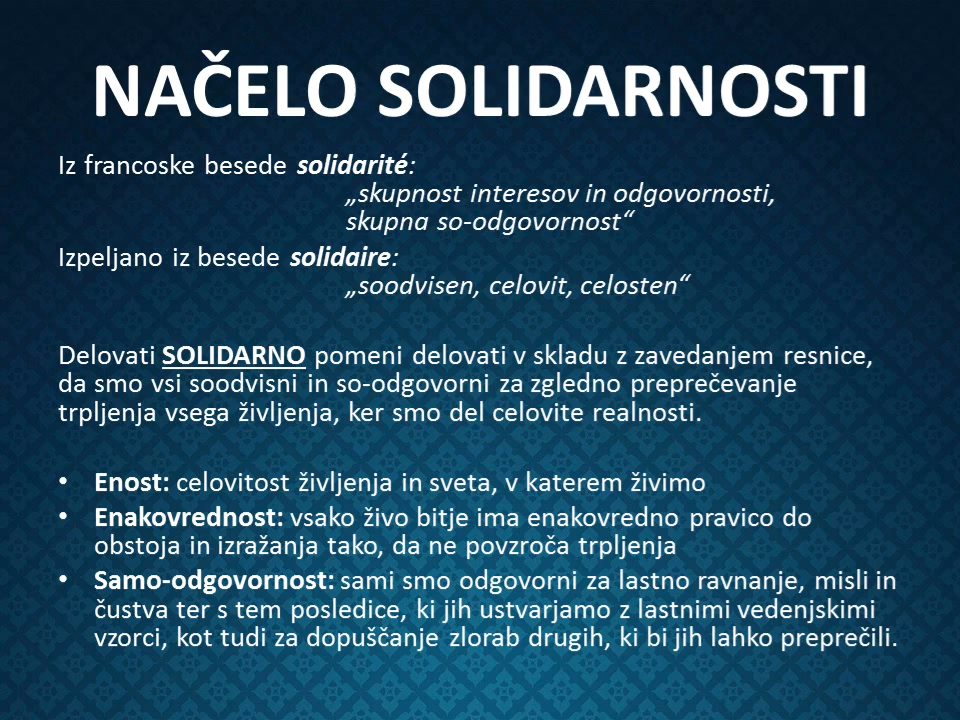 NAČELO SOLIDARNOSTI
Iz francoske besede solidarité:
„skupnost interesov in odgovornosti,
skupna so-odgovornost“
Izpeljano iz besede solidaire:
„soodvisen, celovit, celosten“
Delovati SOLIDARNO pomeni delovati v skladu z zavedanjem resnice,
da smo vsi soodvisni in so-odgovorni za zgledno preprečevanje
trpljenja vsega življenja, ker smo del celovite realnosti.
• Enost: celovitost življenja in sveta, v katerem živimo
• Enakovrednost: vsako živo bitje ima enakovredno pravico do
obstoja in izražanja tako, da ne povzroča trpljenja
• Samo-odgovornost: sami smo odgovorni za lastno ravnanje, misli in
čustva ter s tem posledice, ki jih ustvarjamo z lastnimi vedenjskimi
vzorci, kot tudi za dopuščanje zlorab drugih, ki bi jih lahko preprečili.